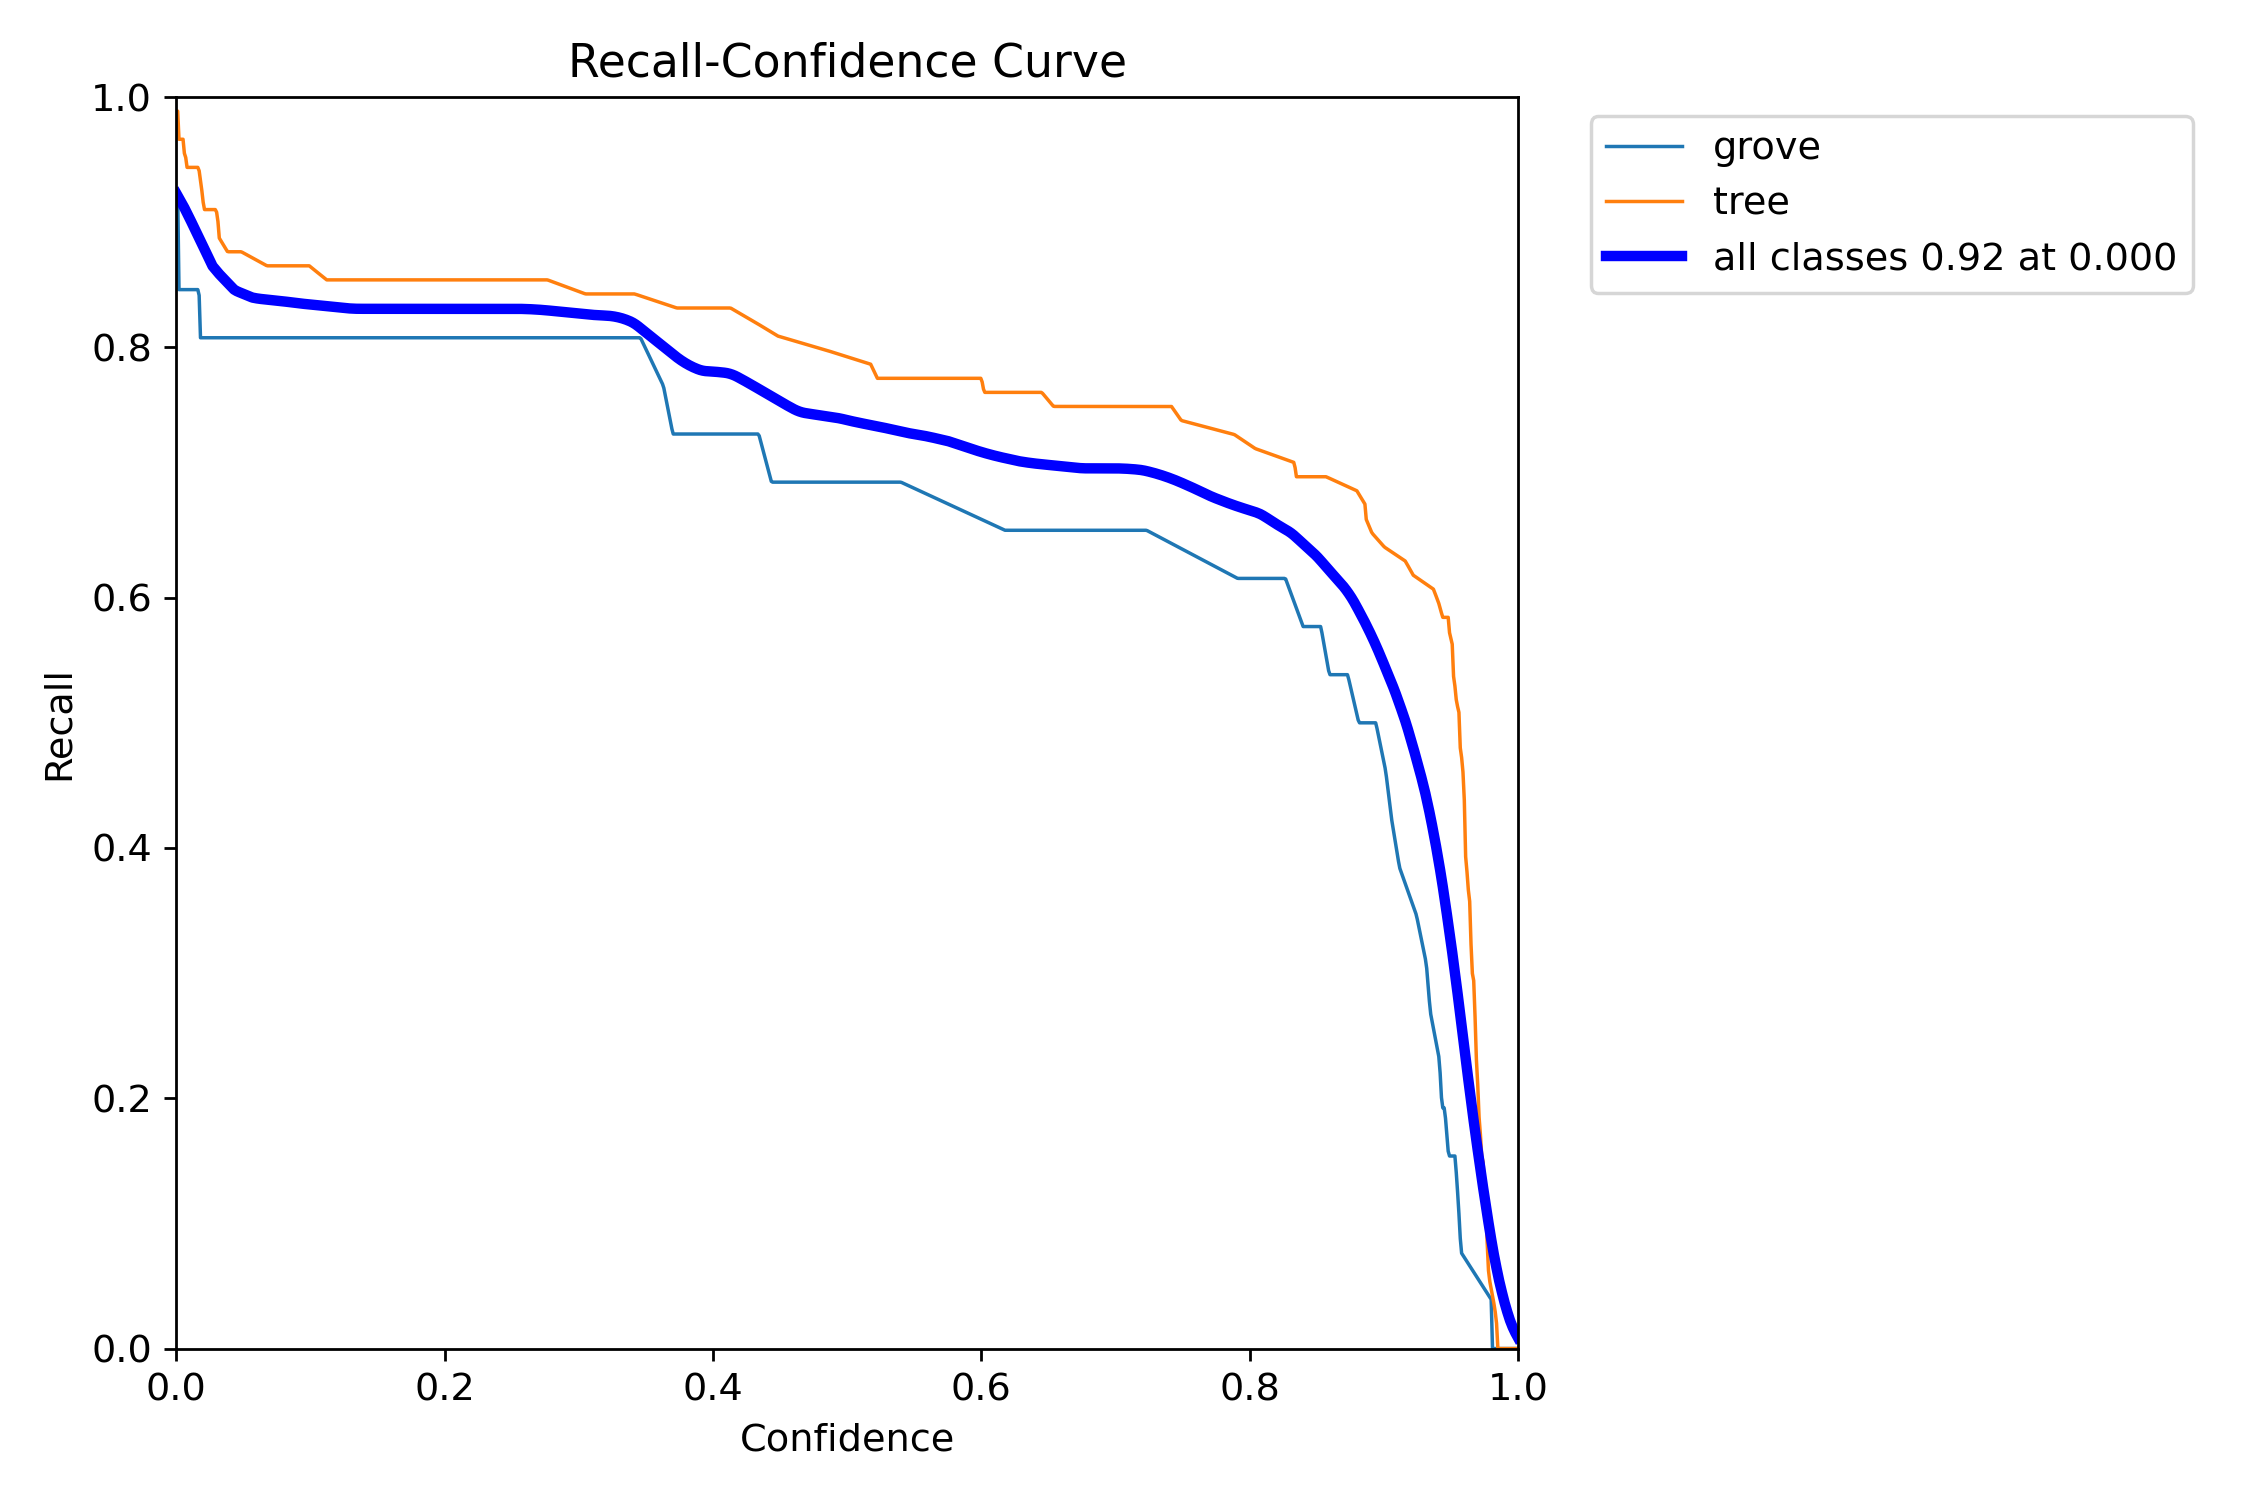 Recall-Confidence Curve
1.0
0.8
0.6
0.4
0.2
0.0
Recall
0.0 0.2 0.4 0.6 0.8 1.0
Confidence
grove
tree
all classes 0.92 at 0.000